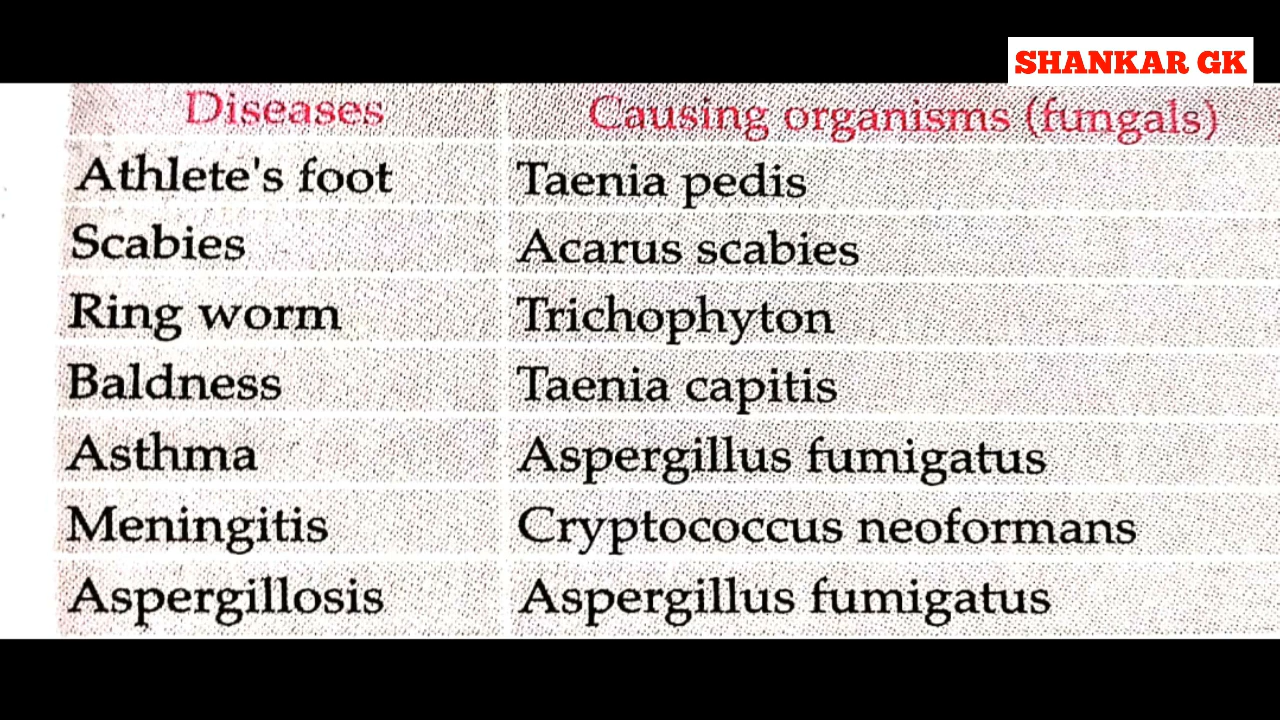 SHANKAR GK
Diseases Causing organisms (fungals)
Athlete's foot Taenia pedis
Scabies Acarus scabies
Ring worm Trichophyton
Baldness Taenia capitis
Asthma Aspergillus fumigatus
Meningitis Cryptococcus neoformans
Aspergillosis Aspergillus fumigatus